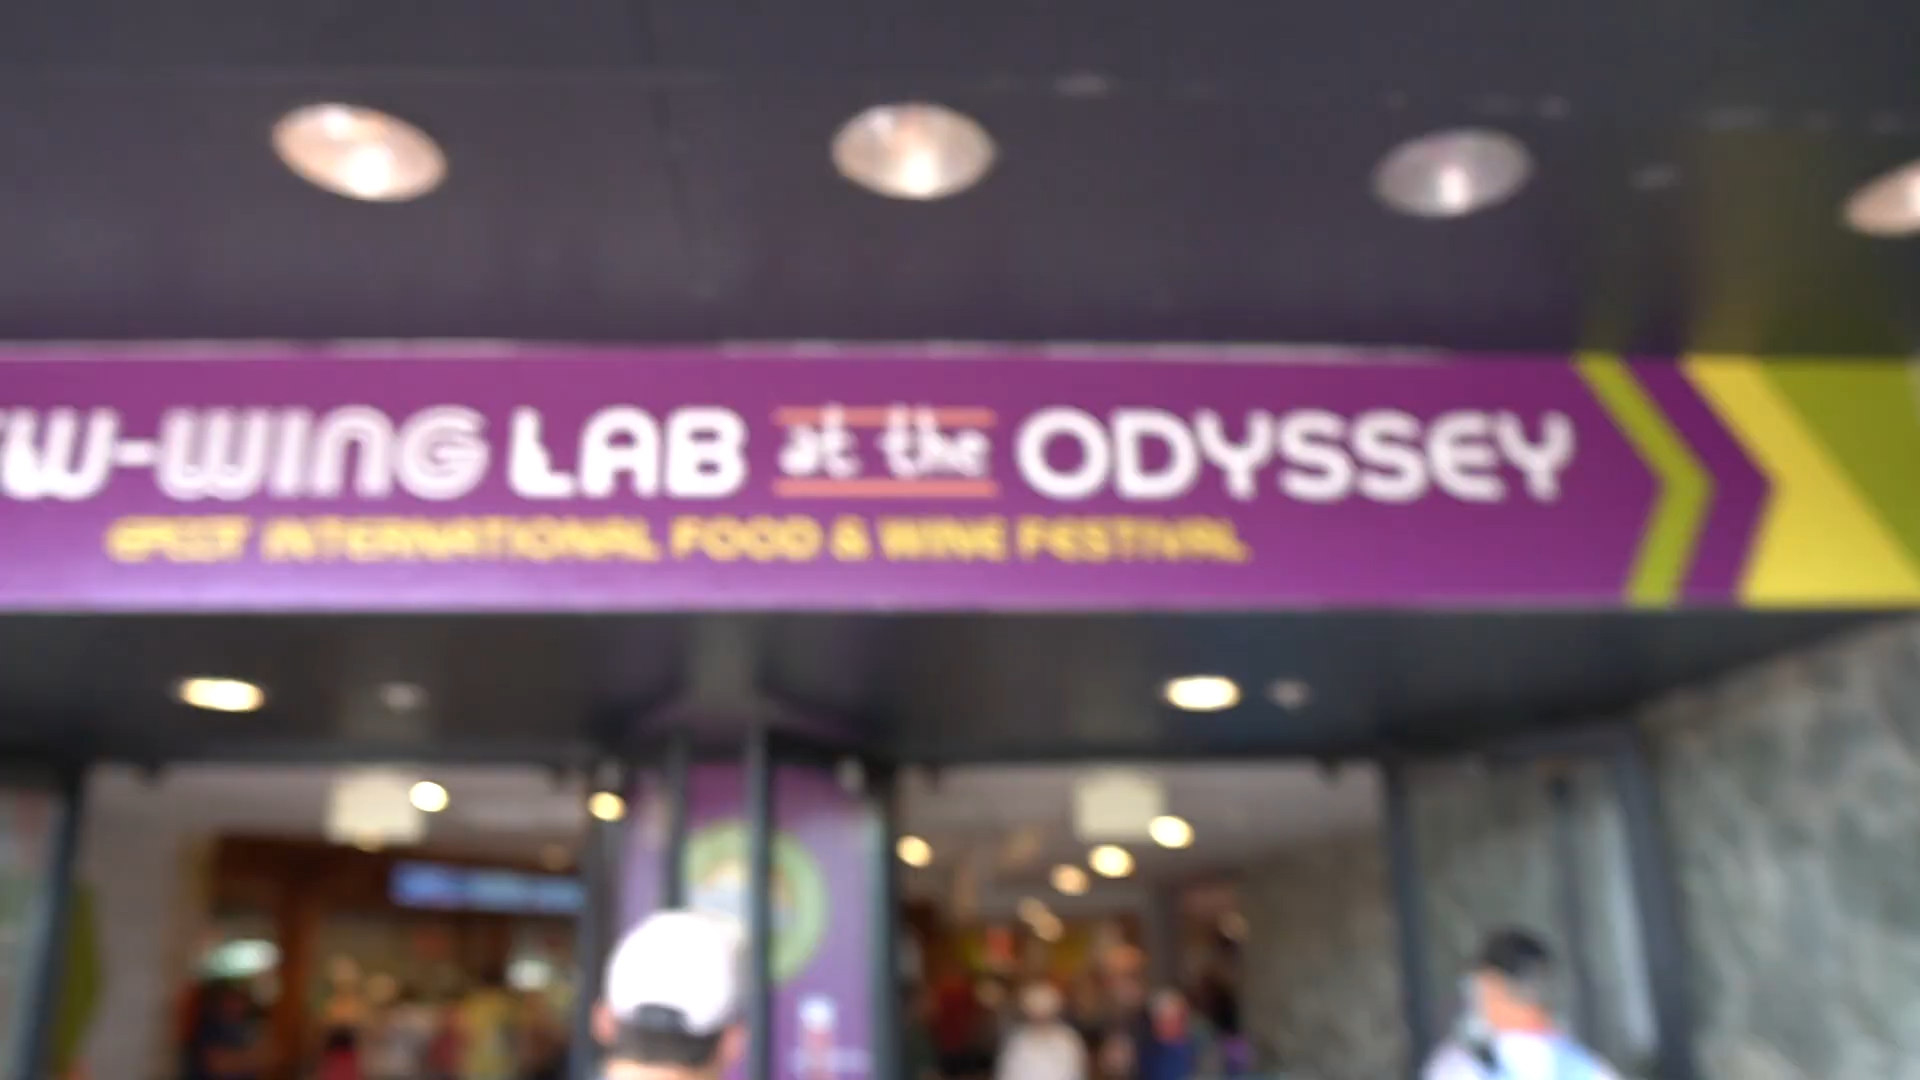 W-WING LAB at the ODYSSEY
EPCOT INTERNATIONAL FOOD & WINE FESTIVAL